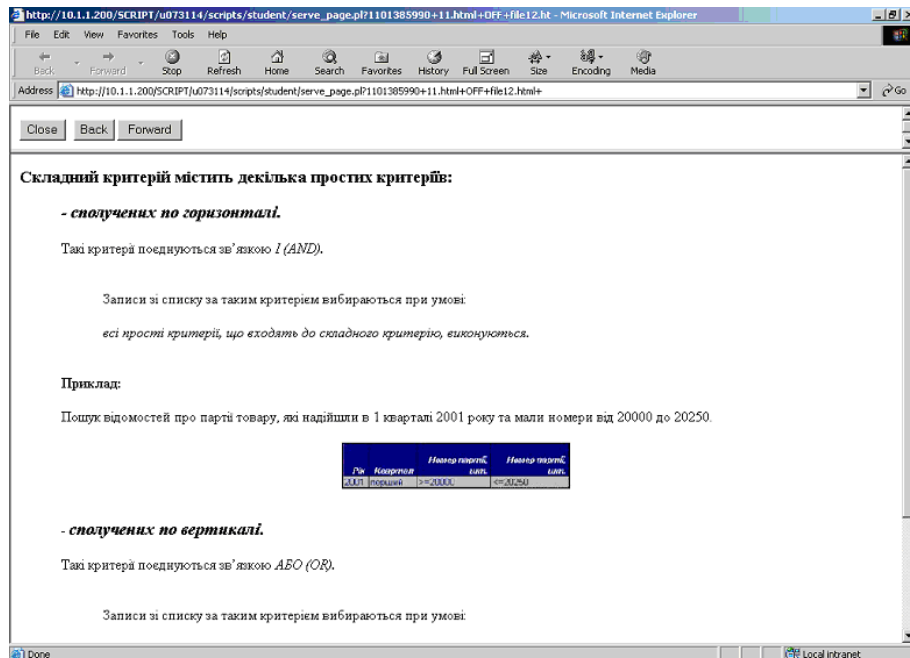 http://10.1.1.200/SCRIPT/u073114/scripts/student/serve_page.pl?1101385990+11.html+OFF+file12.ht - Microsoft Internet Explorer
File Edit View Favorites Tools Help
Back Forward Stop Refresh Home Search Favorites History Full Screen Size Encoding Media
Address http://10.1.1.200/SCRIPT/u073114/scripts/student/serve_page.pl?1101385990+11.html+OFF+file12.html+ Go
Close Back Forward
Складний критерій містить декілька простих критеріїв:
- сполучених по горизонталі.
Такі критерії поєднуються зв'язкою І (AND).
Записи зі списку за таким критерієм вибираються при умові:
всі прості критерії, що входять до складного критерію, виконуються.
Приклад:
Пошук відомостей про партії товару, які надійшли в 1 кварталі 2001 року та мали номери від 20000 до 20250.
Номер партії, Номер партії,
Рік Квартал шт. шт.
2001 перший >=20000 <=20250
- сполучених по вертикалі.
Такі критерії поєднуються зв'язкою АБО (OR).
Записи зі списку за таким критерієм вибираються при умові:
Done Local intranet